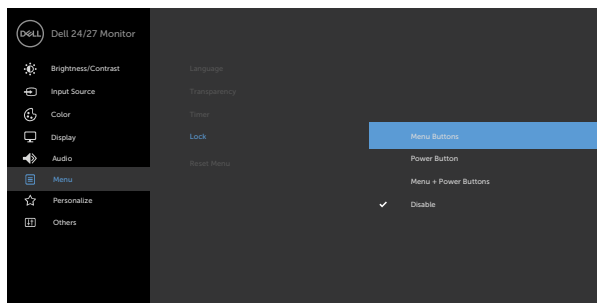 DELL
Dell 24/27 Monitor
Brightness/Contrast
Input Source
Color
Display
Audio
Menu
Personalize
Others
Language
Transparency
Timer
Lock
Reset Menu
Menu Buttons
Power Button
Menu + Power Buttons
Disable